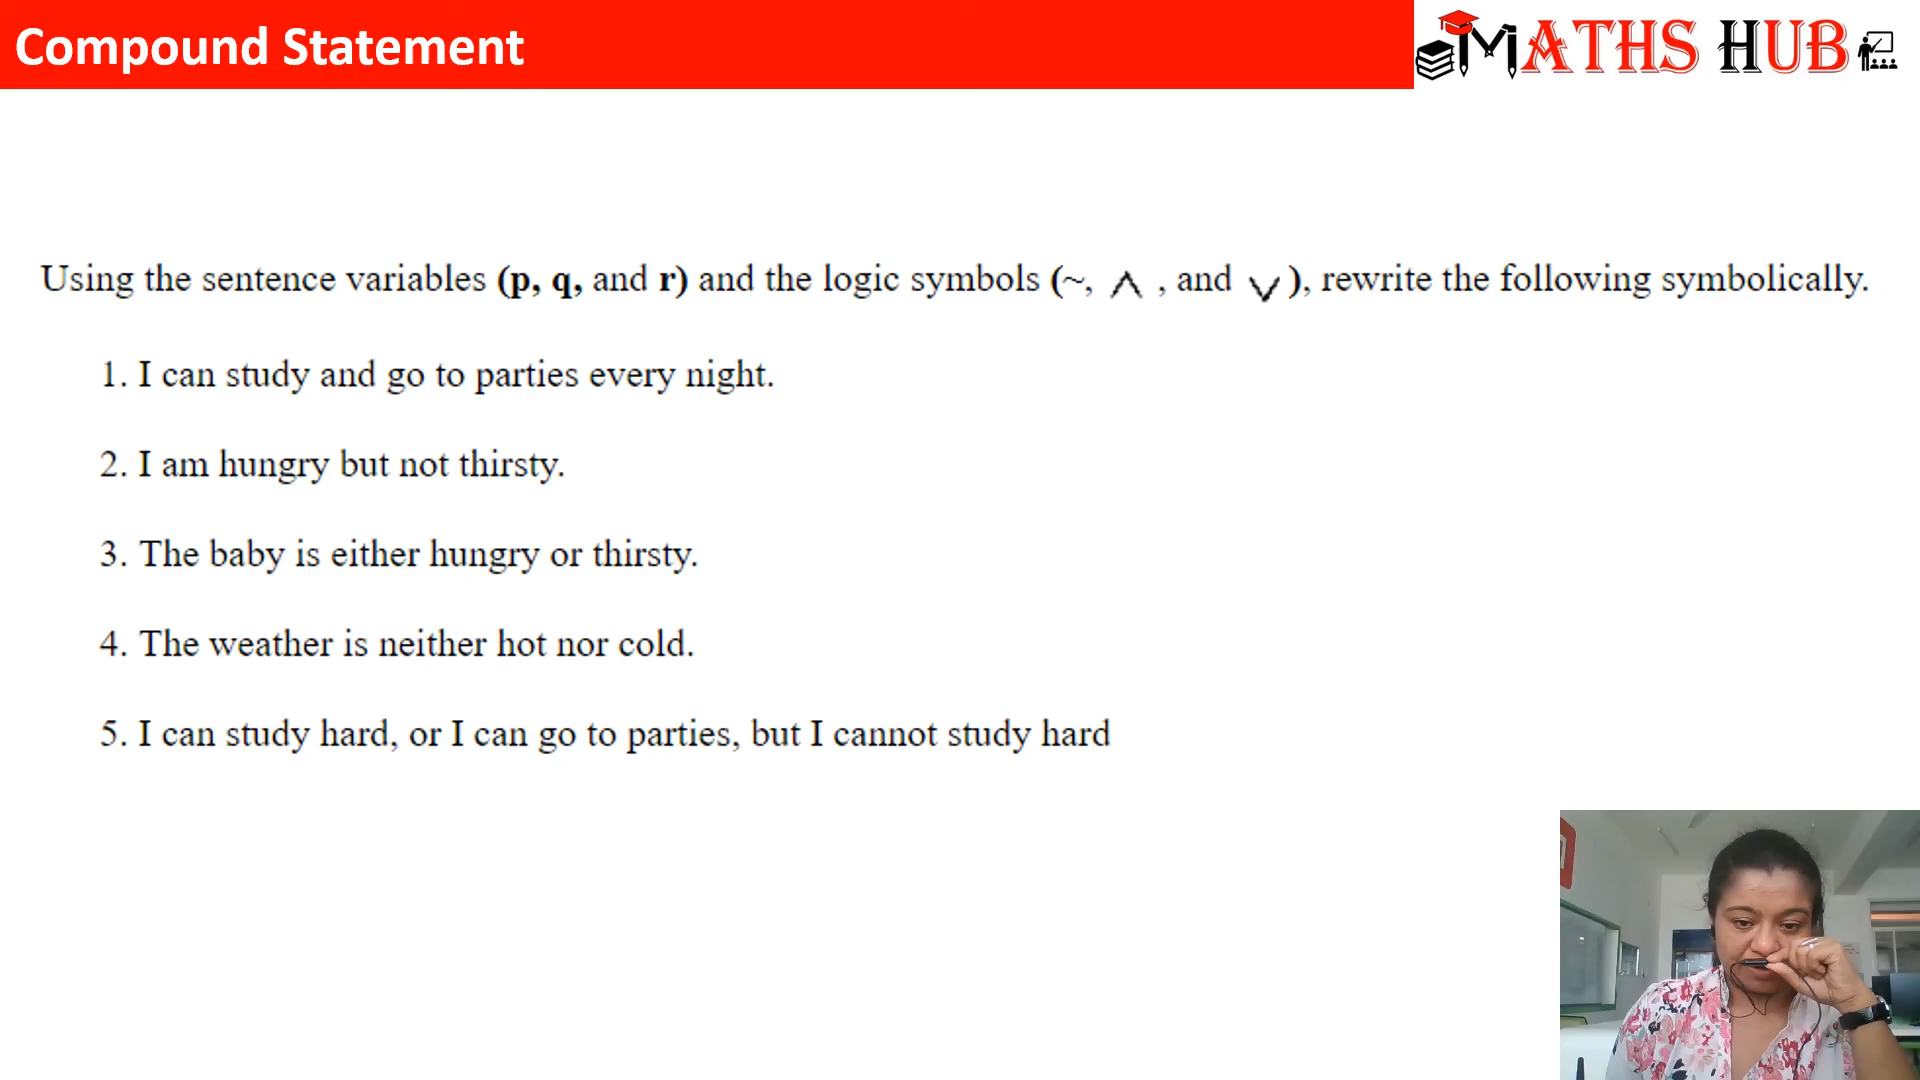 Compound Statement
MATHS HUB
Using the sentence variables (p, q, and r) and the logic symbols (~, ∧ , and ∨ ), rewrite the following symbolically.
1. I can study and go to parties every night.
2. I am hungry but not thirsty.
3. The baby is either hungry or thirsty.
4. The weather is neither hot nor cold.
5. I can study hard, or I can go to parties, but I cannot study hard